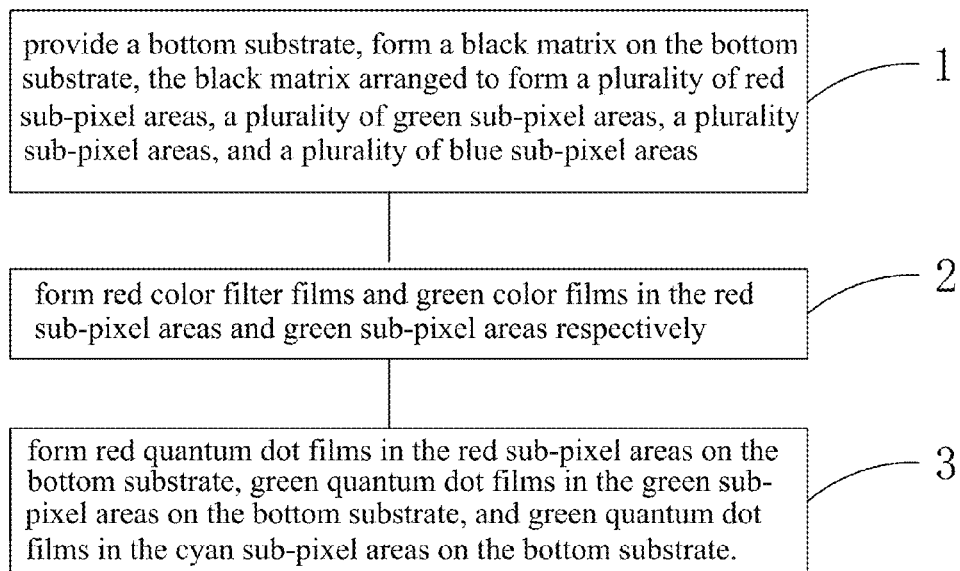 provide a bottom substrate, form a black matrix on the bottom
substrate, the black matrix arranged to form a plurality of red
sub-pixel areas, a plurality of green sub-pixel areas, a plurality
sub-pixel areas, and a plurality of blue sub-pixel areas
1
form red color filter films and green color films in the red
sub-pixel areas and green sub-pixel areas respectively
2
form red quantum dot films in the red sub-pixel areas on the
bottom substrate, green quantum dot films in the green sub-
pixel areas on the bottom substrate, and green quantum dot
films in the cyan sub-pixel areas on the bottom substrate.
3